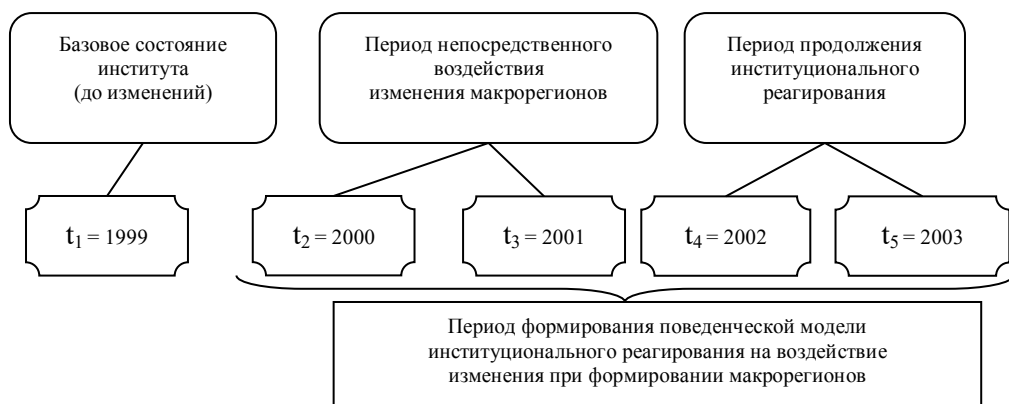 Базовое состояние
института
(до изменений)
Период непосредственного
воздействия
изменения макрорегионов
Период продолжения
институционального
реагирования
t₁ = 1999
t₂ = 2000
t₃ = 2001
t₄ = 2002
t₅ = 2003
Период формирования поведенческой модели
институционального реагирования на воздействие
изменения при формировании макрорегионов